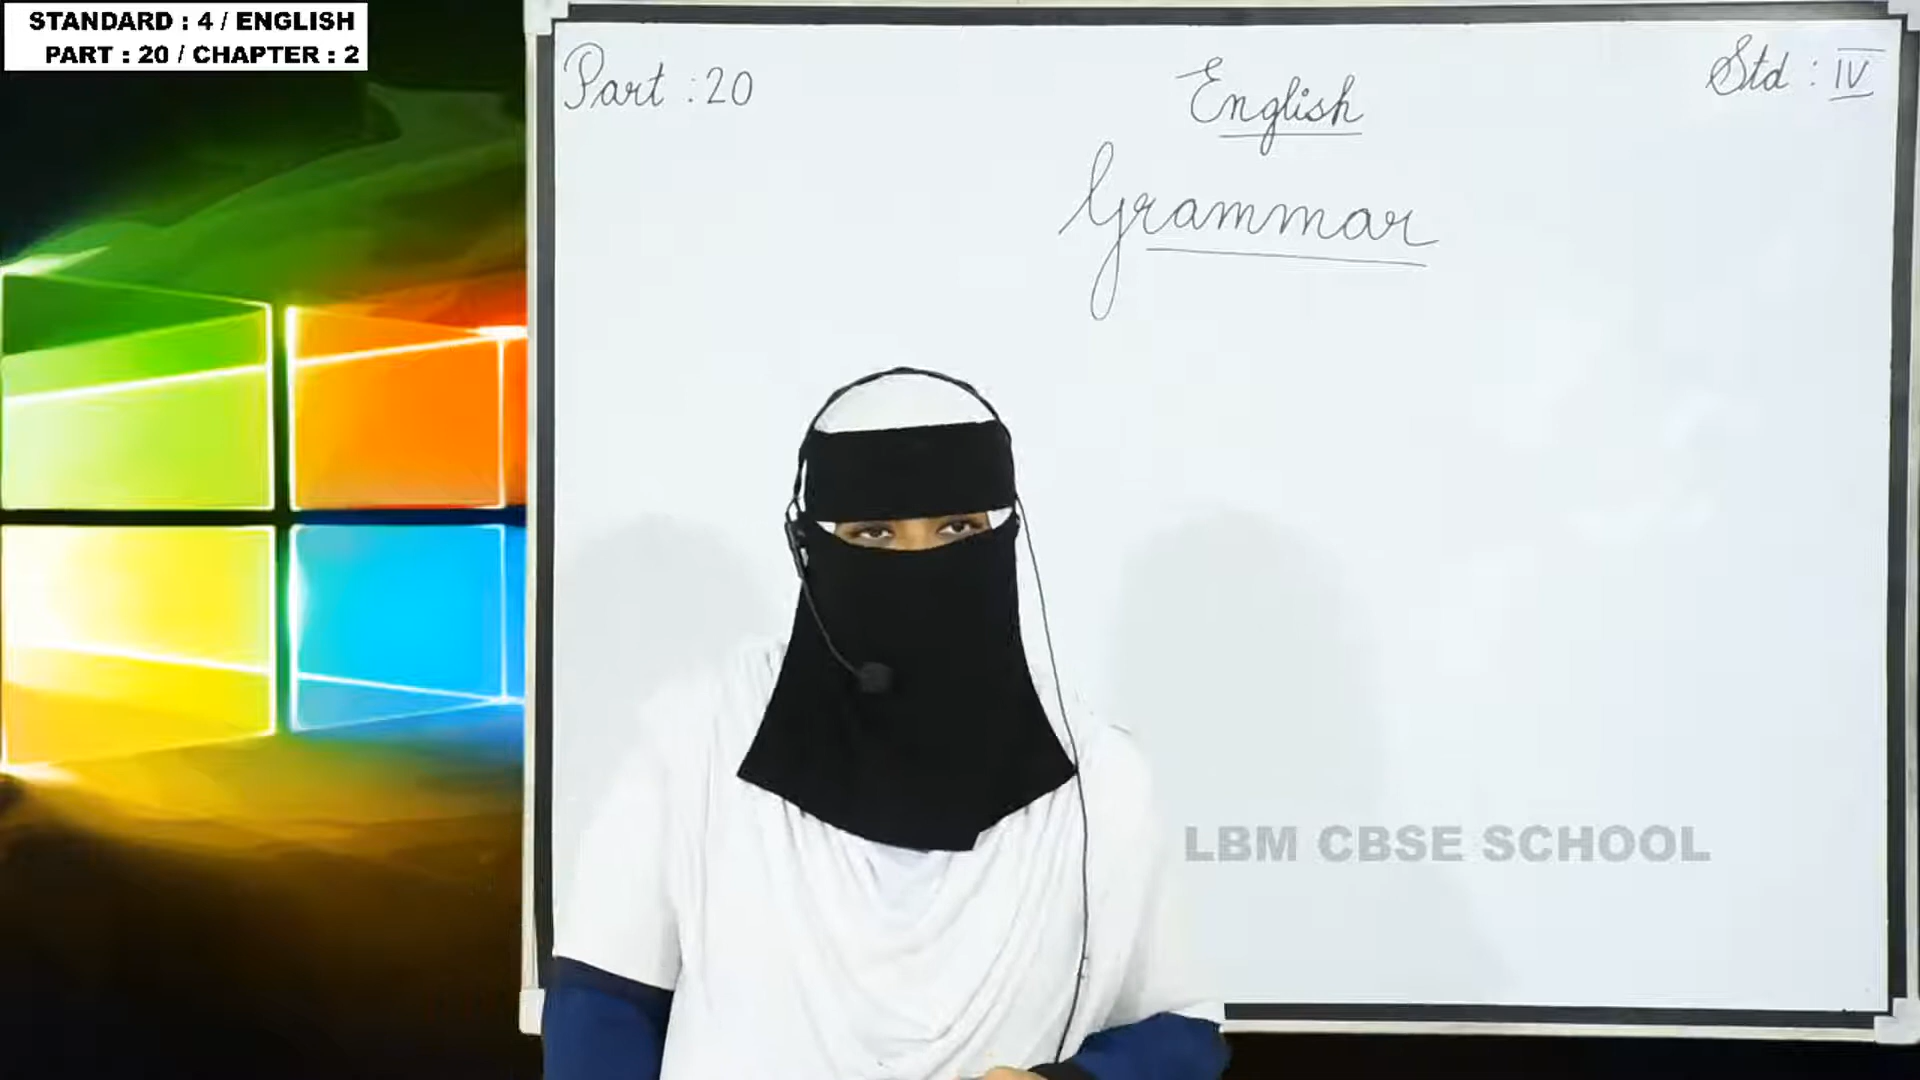 STANDARD : 4 / ENGLISH
PART : 20 / CHAPTER : 2
Part : 20
English
Std : IV
Grammar
LBM CBSE SCHOOL